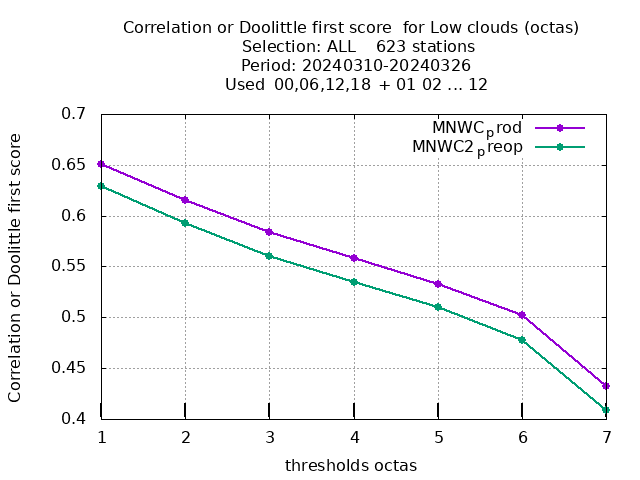 Correlation or Doolittle first score  for Low clouds (octas)
Selection: ALL    623 stations
Period: 20240310-20240326
Used  00,06,12,18 + 01 02 ... 12
0.7
0.65
0.6
0.55
0.5
0.45
0.4
Correlation or Doolittle first score
MNWCprod
MNWC2preop
1 2 3 4 5 6 7
thresholds octas